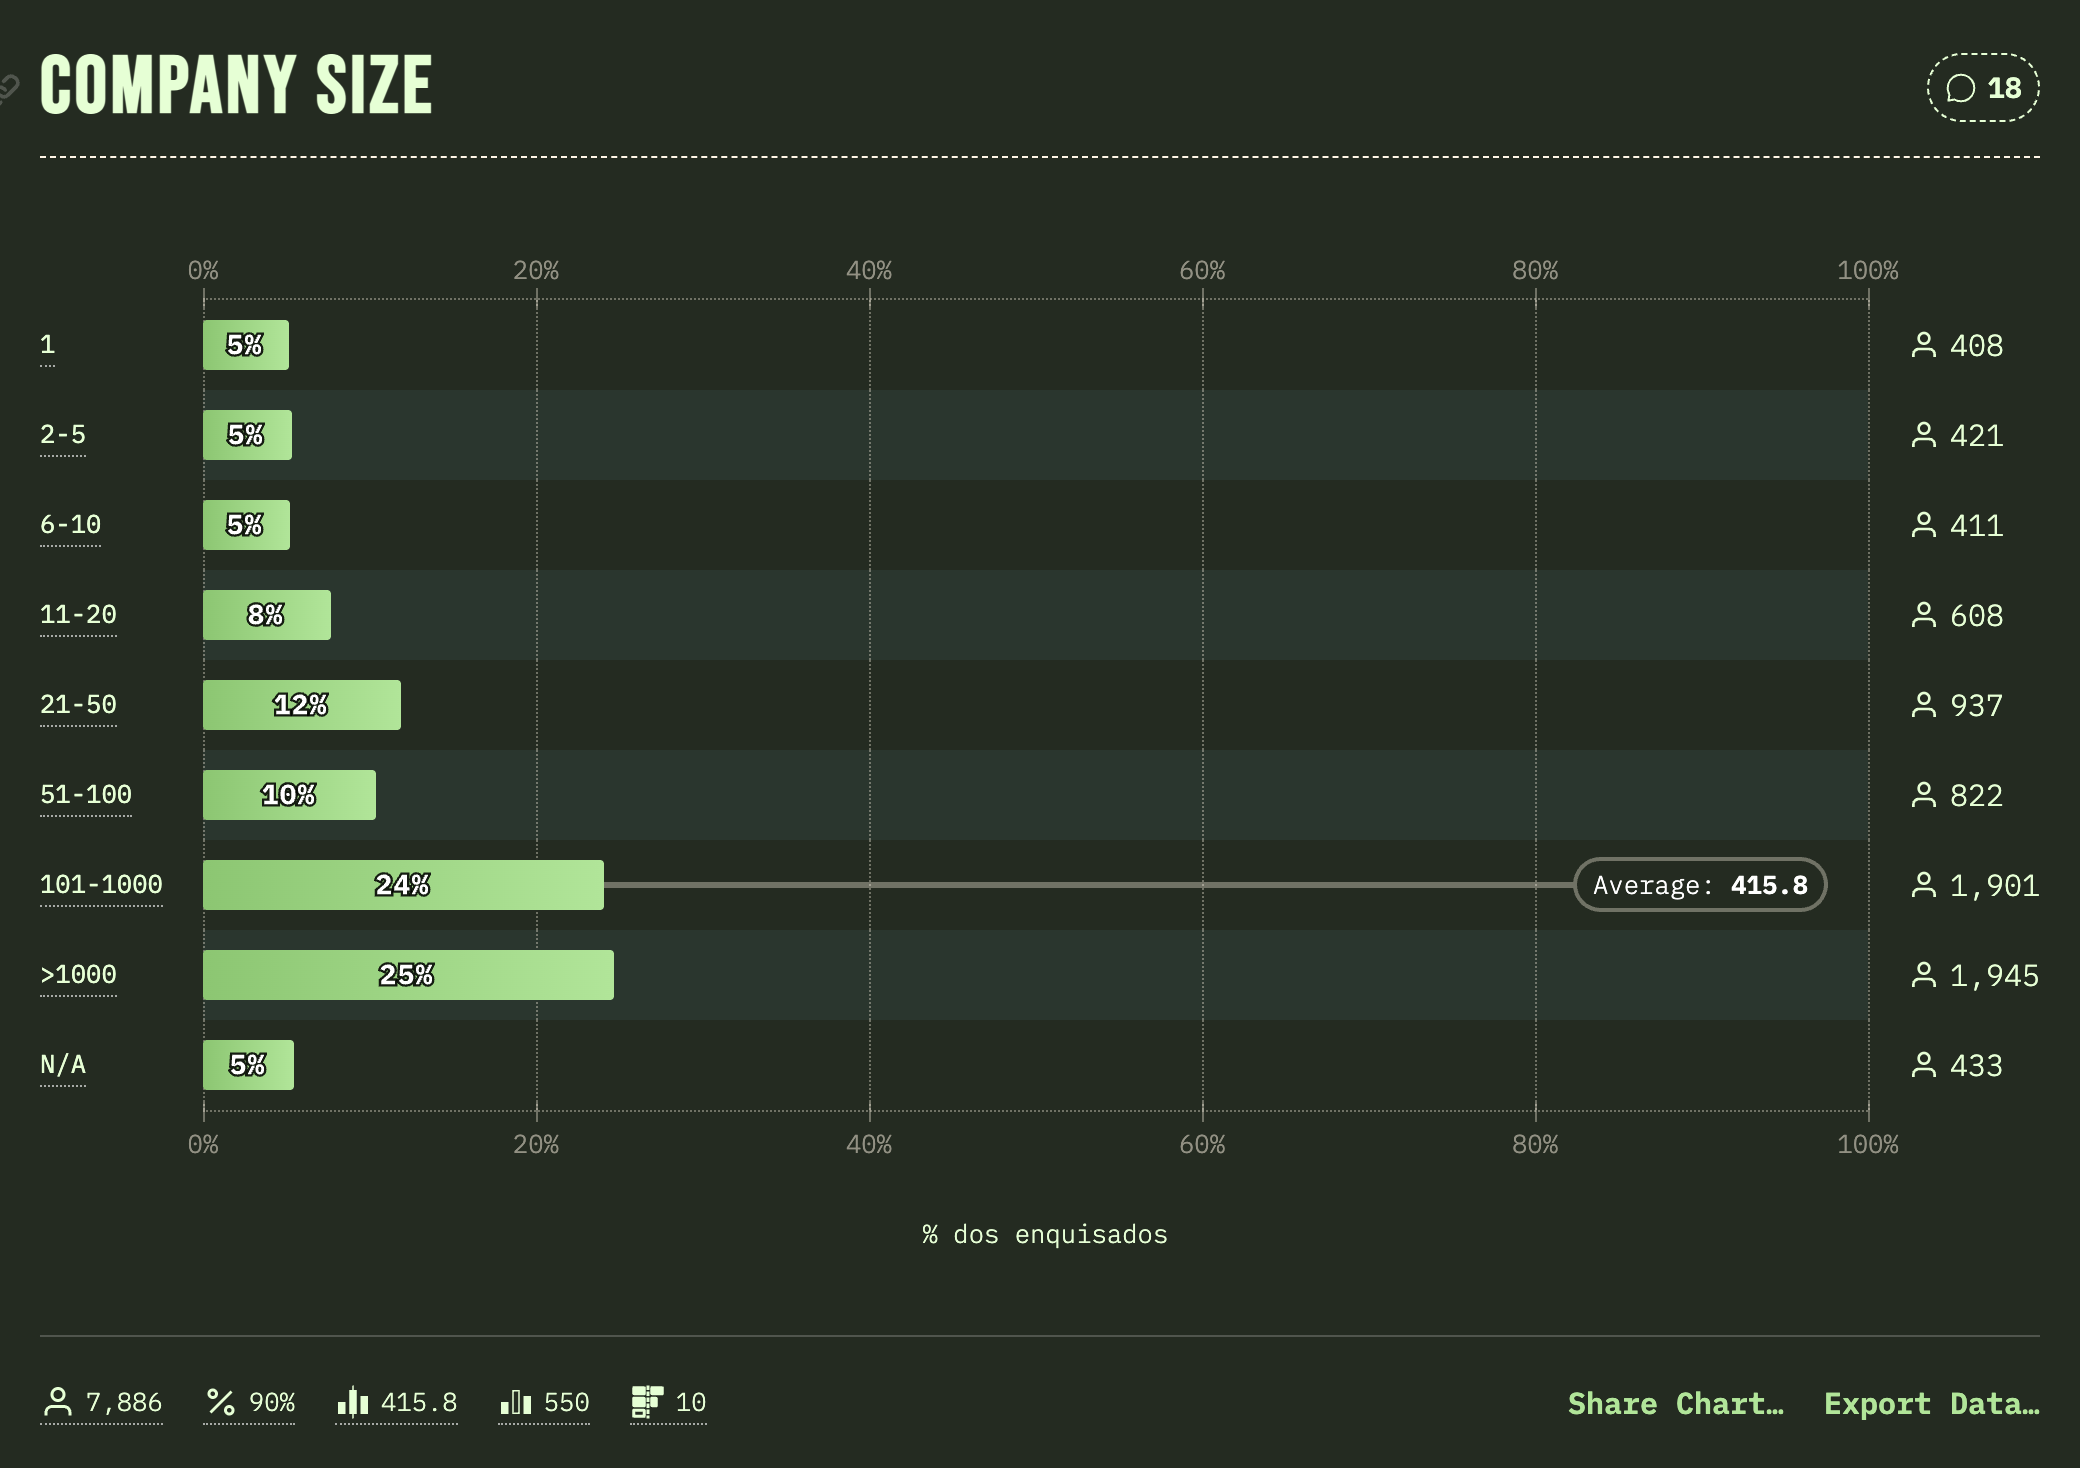 COMPANY SIZE
18
0% 20% 40% 60% 80% 100%
1 5% 408
2-5 5% 421
6-10 5% 411
11-20 8% 608
21-50 12% 937
51-100 10% 822
101-1000 24% Average: 415.8 1,901
>1000 25% 1,945
N/A 5% 433
0% 20% 40% 60% 80% 100%
% dos enquisados
7,886 90% 415.8 550 10 Share Chart… Export Data…